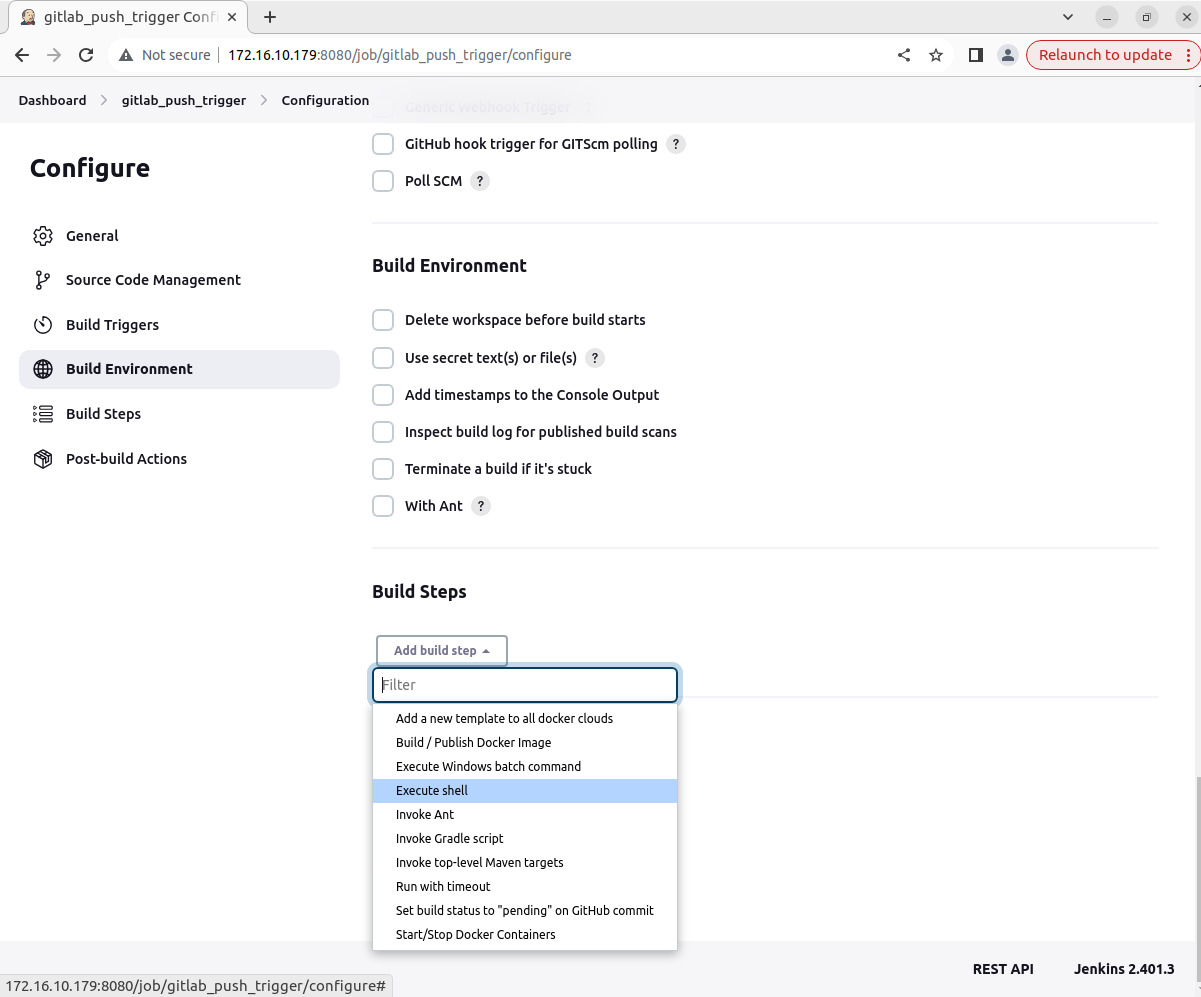 gitlab_push_trigger Confi
Not secure 172.16.10.179:8080/job/gitlab_push_trigger/configure Relaunch to update
Dashboard gitlab_push_trigger Configuration
Generic Webhook Trigger ?
GitHub hook trigger for GITScm polling ?
Poll SCM ?
Configure
General
Source Code Management
Build Triggers
Build Environment
Build Steps
Post-build Actions
Build Environment
Delete workspace before build starts
Use secret text(s) or file(s) ?
Add timestamps to the Console Output
Inspect build log for published build scans
Terminate a build if it's stuck
With Ant ?
Build Steps
Add build step
Filter
Add a new template to all docker clouds
Build / Publish Docker Image
Execute Windows batch command
Execute shell
Invoke Ant
Invoke Gradle script
Invoke top-level Maven targets
Run with timeout
Set build status to "pending" on GitHub commit
Start/Stop Docker Containers
REST API Jenkins 2.401.3
172.16.10.179:8080/job/gitlab_push_trigger/configure#